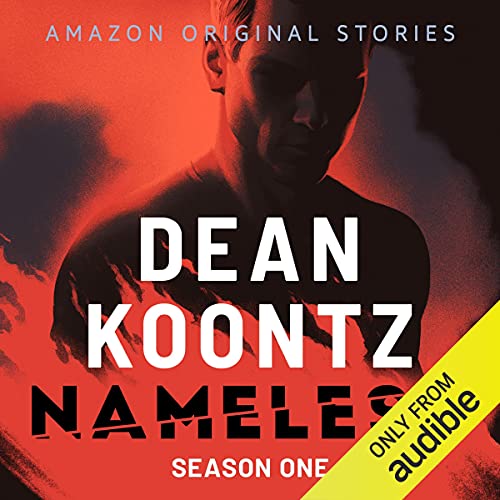 AMAZON ORIGINAL STORIES
DEAN
KOONTZ
NAMELES
SEASON ONE
ONLY FROM
audible